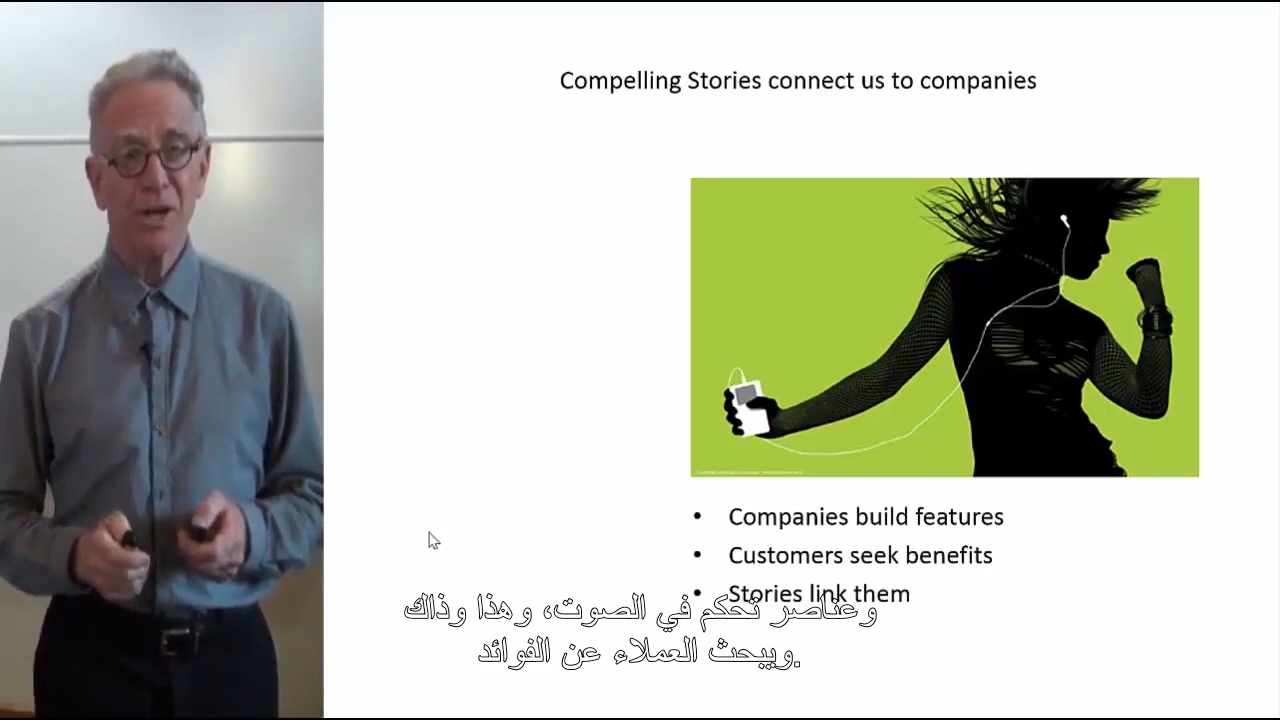 Compelling Stories connect us to companies
• Companies build features
• Customers seek benefits
• Stories link them
وعناصر تحكم في الصوت، وهذا وذاك
ويبحث العملاء عن الفوائد.